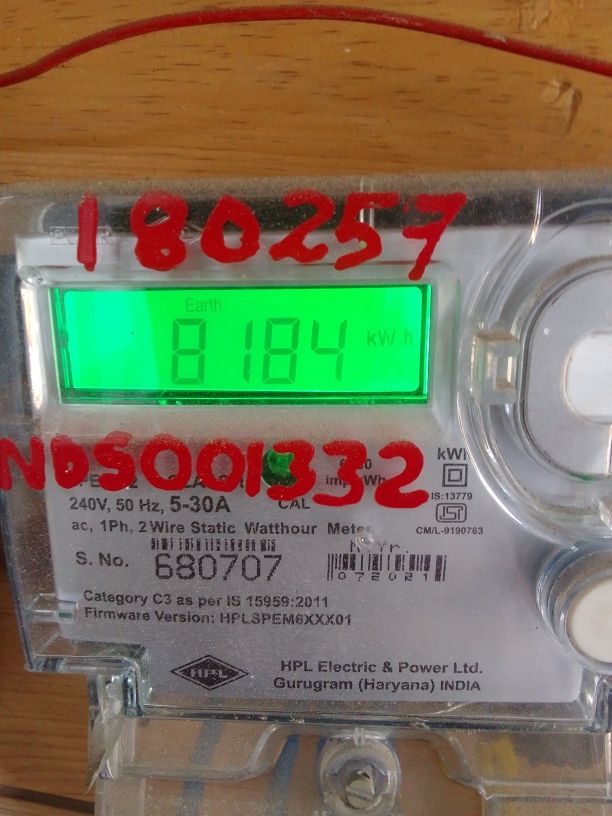 180257
Earth
8184 kWh
NDS001332
kWh
240V, 50 Hz, 5-30A
CAL
IS:13779
ac, 1Ph, 2 Wire Static Watthour Meter
CM/L-9190763
S. No. 680707
072021
Category C3 as per IS 15959:2011
Firmware Version: HPLSPEM6XXX01
HPL
HPL Electric & Power Ltd.
Gurugram (Haryana) INDIA